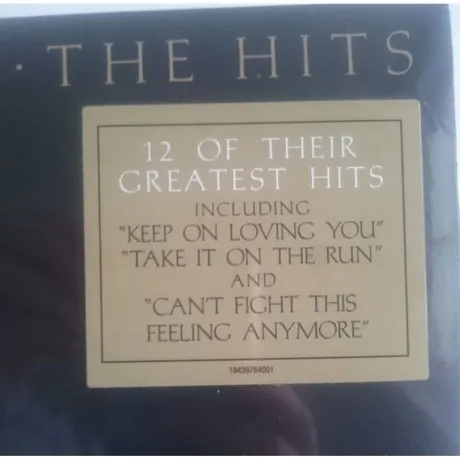 · THE HITS
12 OF THEIR
GREATEST HITS
INCLUDING
"KEEP ON LOVING YOU"
"TAKE IT ON THE RUN"
AND
"CAN'T FIGHT THIS
FEELING ANYMORE"
19439764001